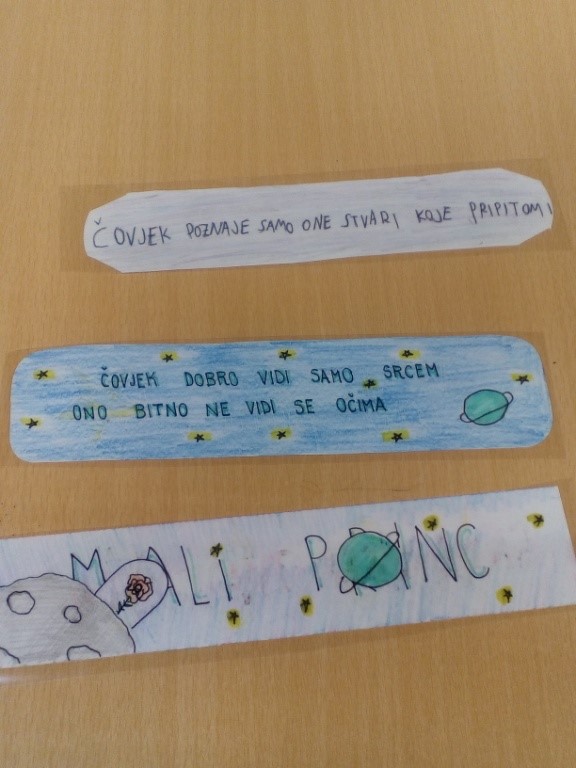 ČOVJEK POZNAJE SAMO ONE STVARI KOJE PRIPITOMI
ČOVJEK DOBRO VIDI SAMO SRCEM
ONO BITNO NE VIDI SE OČIMA
MALI PRINC